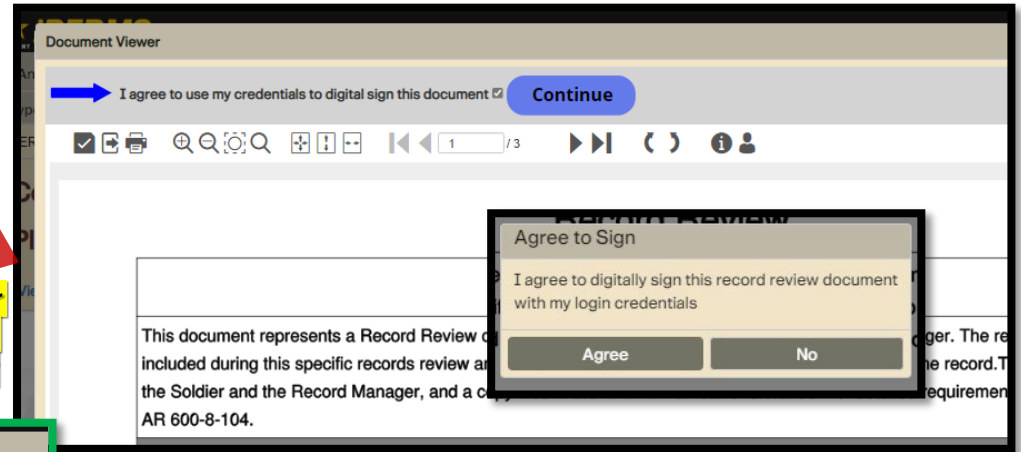 Document Viewer
I agree to use my credentials to digital sign this document
Continue
1 / 3
Record Review
Agree to Sign
I agree to digitally sign this record review document
with my login credentials
Agree No
This document represents a Record Review
ger. The re
included during this specific records review
e record.T
the Soldier and the Record Manager, and a
requiremen
AR 600-8-104.